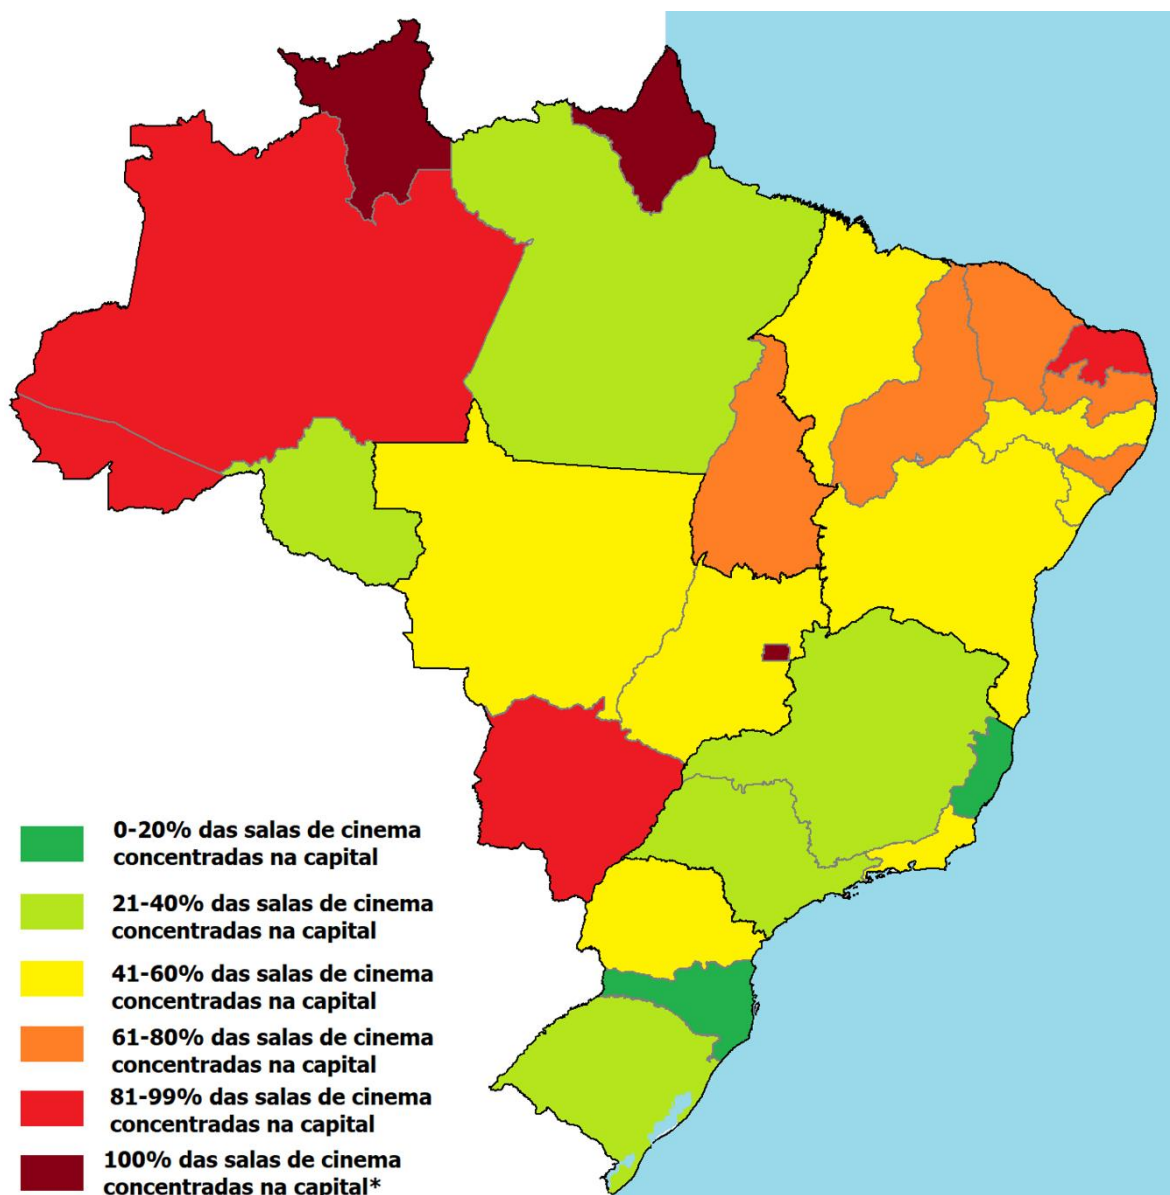 0-20% das salas de cinema
concentradas na capital
21-40% das salas de cinema
concentradas na capital
41-60% das salas de cinema
concentradas na capital
61-80% das salas de cinema
concentradas na capital
81-99% das salas de cinema
concentradas na capital
100% das salas de cinema
concentradas na capital*